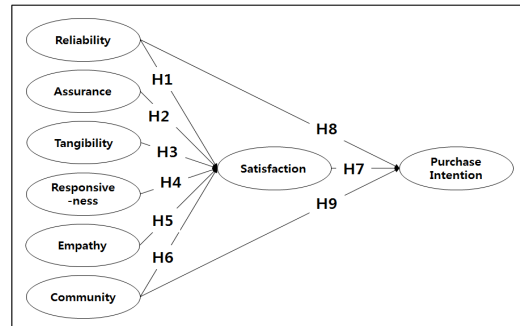 Reliability
H1
Assurance
H2
H8
Tangibility
H3
Satisfaction
H7
Purchase
Intention
Responsive
-ness
H4
H9
Empathy
H5
H6
Community